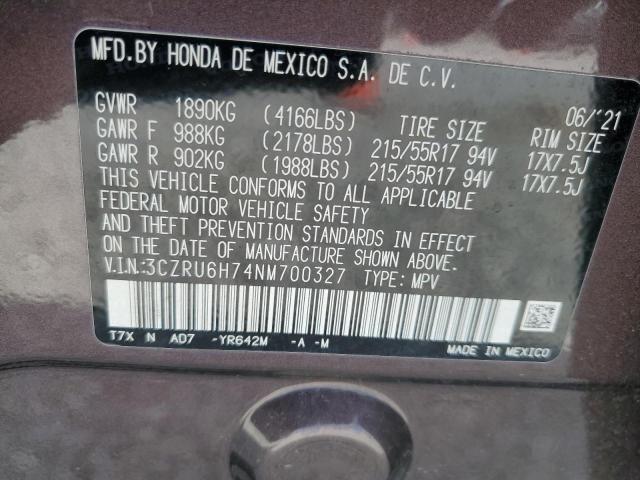 MFD.BY HONDA DE MEXICO S.A. DE C.V.
06/'21
GVWR 1890KG (4166LBS) TIRE SIZE RIM SIZE
GAWR F 988KG (2178LBS) 215/55R17 94V 17X7.5J
GAWR R 902KG (1988LBS) 215/55R17 94V 17X7.5J
THIS VEHICLE CONFORMS TO ALL APPLICABLE
FEDERAL MOTOR VEHICLE SAFETY
AND THEFT PREVENTION STANDARDS IN EFFECT
ON THE DATE OF MANUFACTURE SHOWN ABOVE.
V.I.N.:3CZRU6H74NM700327 TYPE: MPV
T7X N AD7 -YR642M -A -M
MADE IN MEXICO